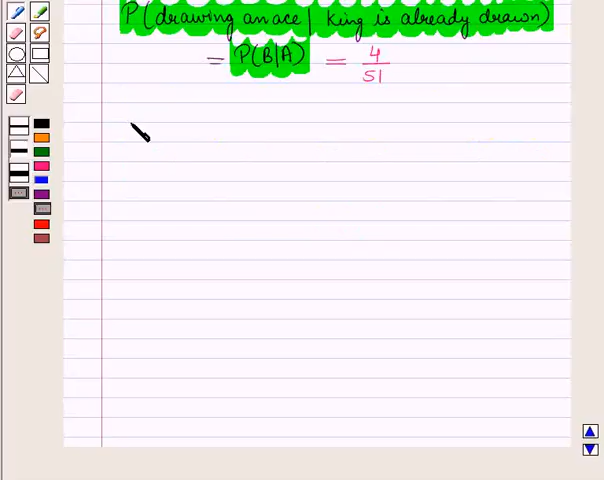 P(drawing an ace | king is already drawn)
= P(B|A) = 4/51